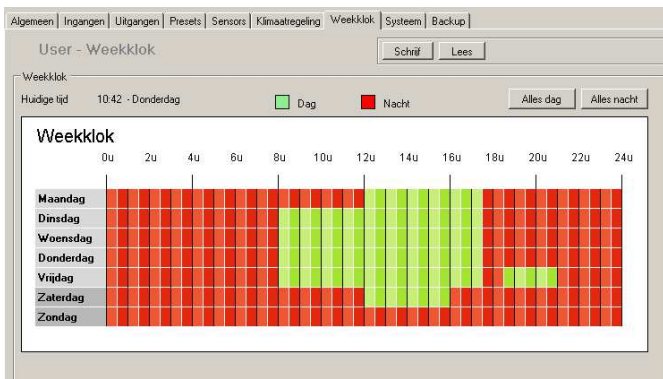 Algemeen Ingangen Uitgangen Presets Sensors Klimaatregeling Weekklok Systeem Backup
User - Weekklok Schrijf Lees
Weekklok
Huidige tijd 10:42 - Donderdag Dag Nacht Alles dag Alles nacht
Weekklok
0u 2u 4u 6u 8u 10u 12u 14u 16u 18u 20u 22u 24u
Maandag
Dinsdag
Woensdag
Donderdag
Vrijdag
Zaterdag
Zondag